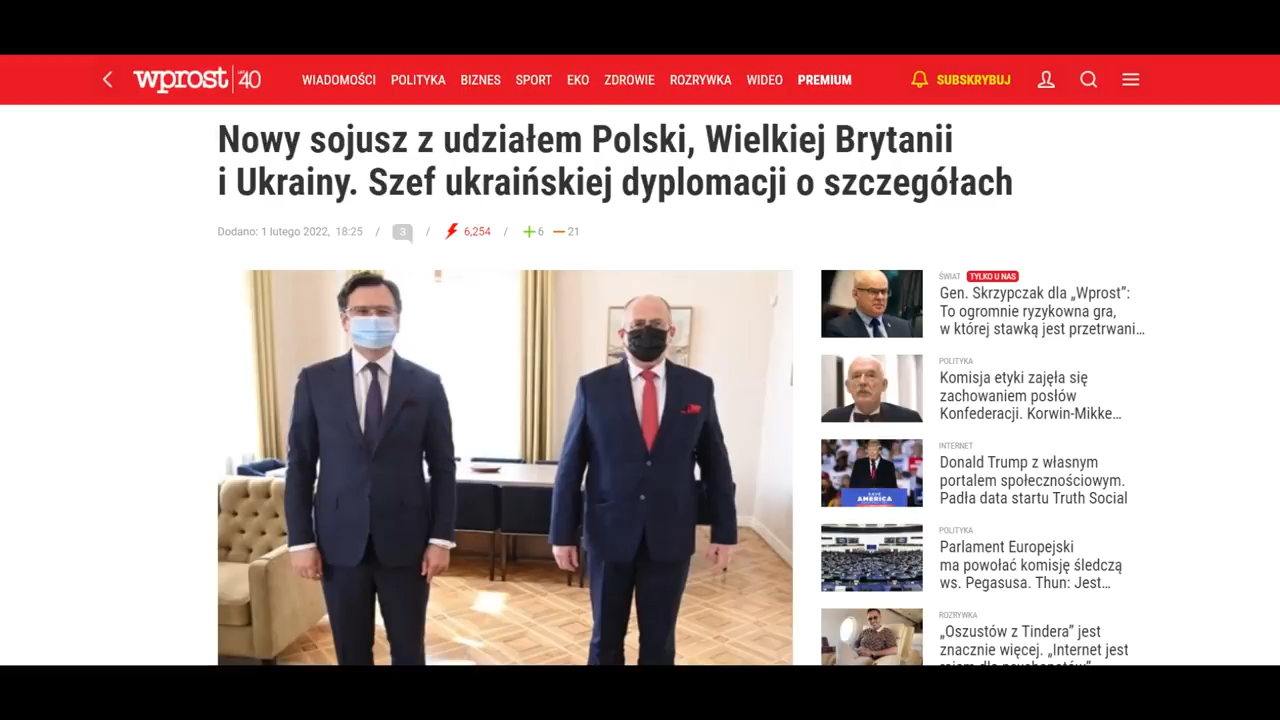 wprost 40
WIADOMOŚCI POLITYKA BIZNES SPORT EKO ZDROWIE ROZRYWKA WIDEO PREMIUM
SUBSKRYBUJ
Nowy sojusz z udziałem Polski, Wielkiej Brytanii
i Ukrainy. Szef ukraińskiej dyplomacji o szczegółach
Dodano: 1 lutego 2022, 18:25 / 3 / 6,254 / 6 21
ŚWIAT TYLKO U NAS
Gen. Skrzypczak dla „Wprost”:
To ogromnie ryzykowna gra,
w której stawką jest przetrwani…
POLITYKA
Komisja etyki zajęła się
zachowaniem posłów
Konfederacji. Korwin-Mikke…
INTERNET
Donald Trump z własnym
portalem społecznościowym.
Padła data startu Truth Social
SAVE
AMERICA
POLITYKA
Parlament Europejski
ma powołać komisję śledczą
ws. Pegasusa. Thun: Jest…
ROZRYWKA
„Oszustów z Tindera” jest
znacznie więcej. „Internet jest